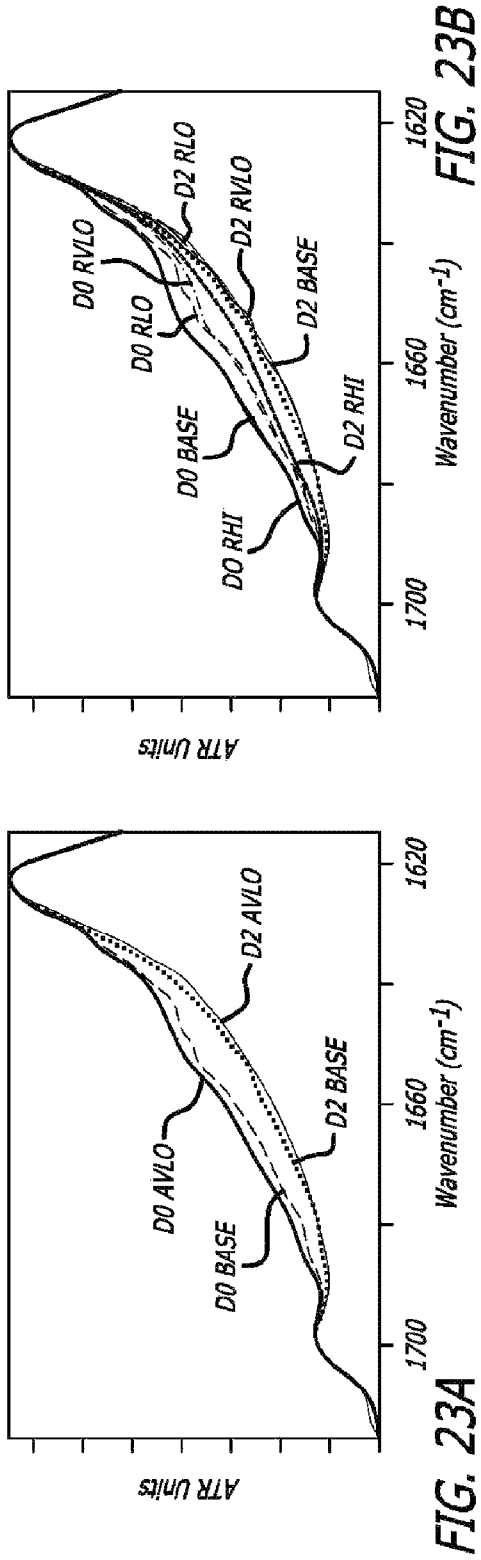 FIG. 23A
ATR Units
D0 AVLO
D0 BASE
D2 AVLO
D2 BASE
1700
1660
1620
Wavenumber (cm-1)
FIG. 23B
ATR Units
D0 RVLO
D0 RLO
D0 BASE
DO RHI
D2 RLO
D2 RVLO
D2 BASE
D2 RHI
1700
1660
1620
Wavenumber (cm-1)